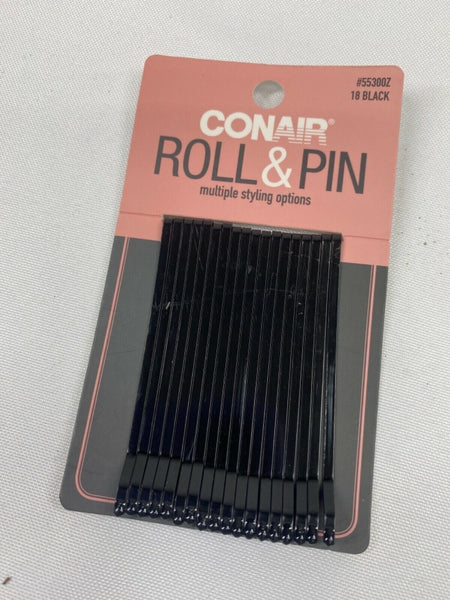 #55300Z
18 BLACK
CONAIR®
ROLL & PIN
multiple styling options